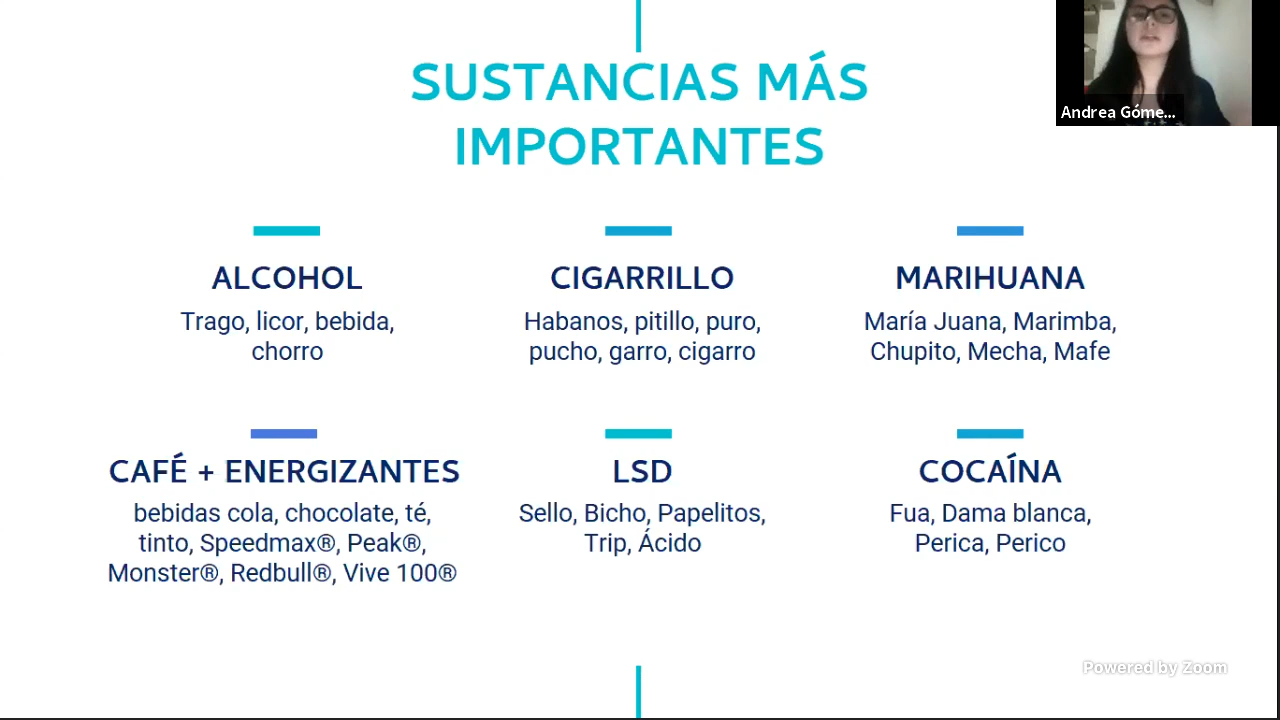 SUSTANCIAS MÁS
IMPORTANTES
Andrea Góme...
ALCOHOL
Trago, licor, bebida,
chorro
CIGARRILLO
Habanos, pitillo, puro,
pucho, garro, cigarro
MARIHUANA
María Juana, Marimba,
Chupito, Mecha, Mafe
CAFÉ + ENERGIZANTES
bebidas cola, chocolate, té,
tinto, Speedmax®, Peak®,
Monster®, Redbull®, Vive 100®
LSD
Sello, Bicho, Papelitos,
Trip, Ácido
COCAÍNA
Fua, Dama blanca,
Perica, Perico
Powered by Zoom